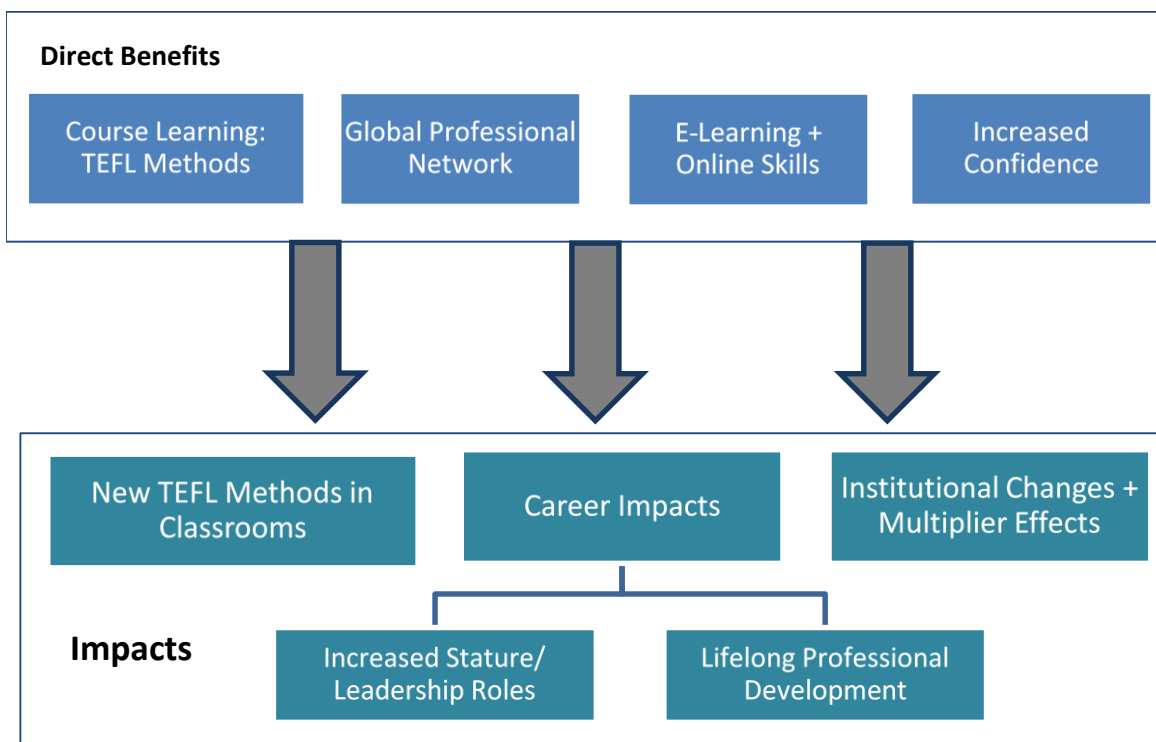 Direct Benefits
Course Learning:
TEFL Methods
Global Professional
Network
E-Learning +
Online Skills
Increased
Confidence
New TEFL Methods in
Classrooms
Career Impacts
Institutional Changes +
Multiplier Effects
Impacts
Increased Stature/
Leadership Roles
Lifelong Professional
Development